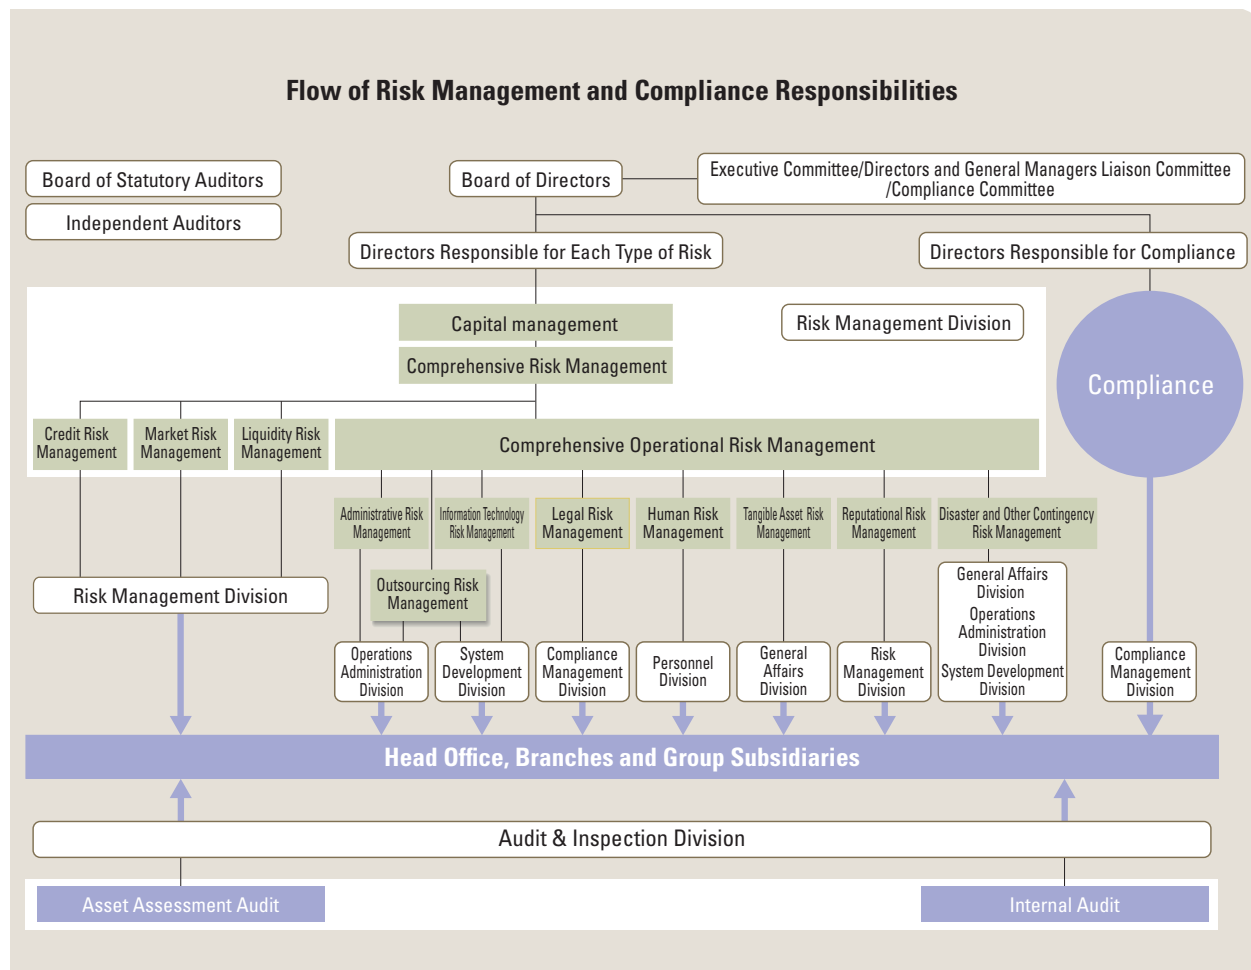 Flow of Risk Management and Compliance Responsibilities
Board of Statutory Auditors
Independent Auditors
Board of Directors
Executive Committee/Directors and General Managers Liaison Committee
/Compliance Committee
Directors Responsible for Each Type of Risk
Directors Responsible for Compliance
Capital management
Risk Management Division
Comprehensive Risk Management
Compliance
Credit Risk
Management
Market Risk
Management
Liquidity Risk
Management
Comprehensive Operational Risk Management
Administrative Risk
Management
Information Technology
Risk Management
Legal Risk
Management
Human Risk
Management
Tangible Asset Risk
Management
Reputational Risk
Management
Disaster and Other Contingency
Risk Management
Outsourcing Risk
Management
Risk Management Division
Operations
Administration
Division
System
Development
Division
Compliance
Management
Division
Personnel
Division
General
Affairs
Division
Risk
Management
Division
General Affairs
Division
Operations
Administration
Division
System Development
Division
Compliance
Management
Division
Head Office, Branches and Group Subsidiaries
Audit & Inspection Division
Asset Assessment Audit
Internal Audit